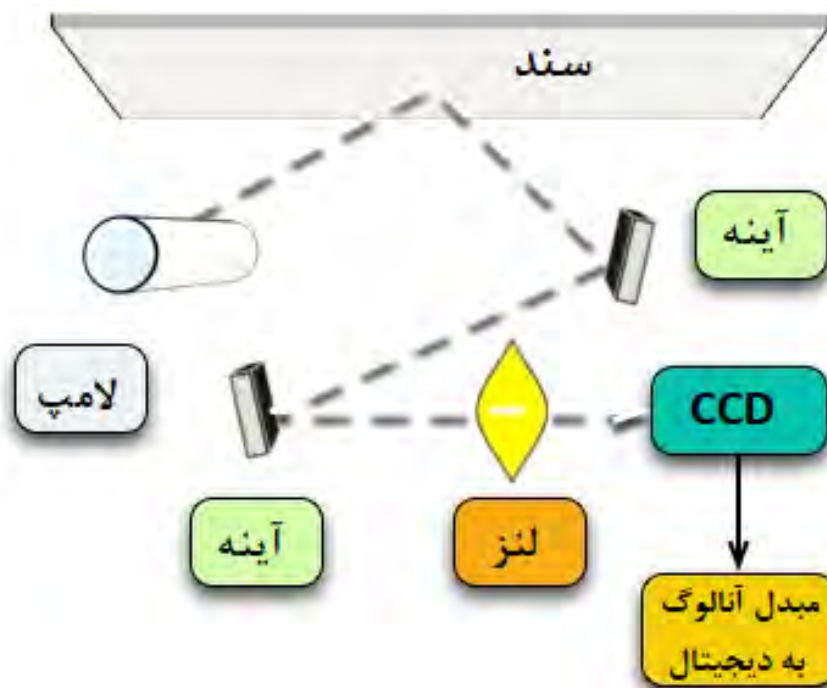 سند
آینه
لامپ
CCD
آینه
لنز
مبدل آنالوگ
به دیجیتال